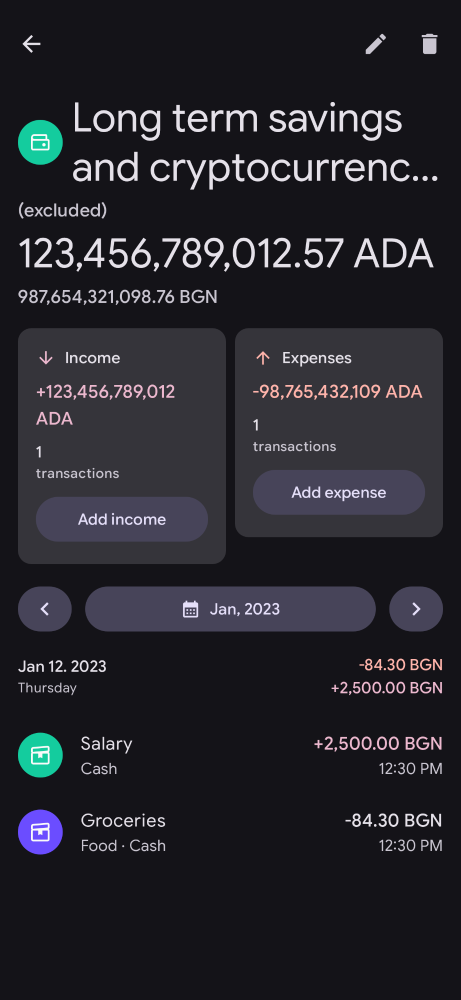 Long term savings
and cryptocurrenc...
(excluded)
123,456,789,012.57 ADA
987,654,321,098.76 BGN
Income
+123,456,789,012
ADA
1
transactions
Add income
Expenses
-98,765,432,109 ADA
1
transactions
Add expense
Jan, 2023
Jan 12. 2023
-84.30 BGN
Thursday
+2,500.00 BGN
Salary
+2,500.00 BGN
Cash
12:30 PM
Groceries
-84.30 BGN
Food · Cash
12:30 PM